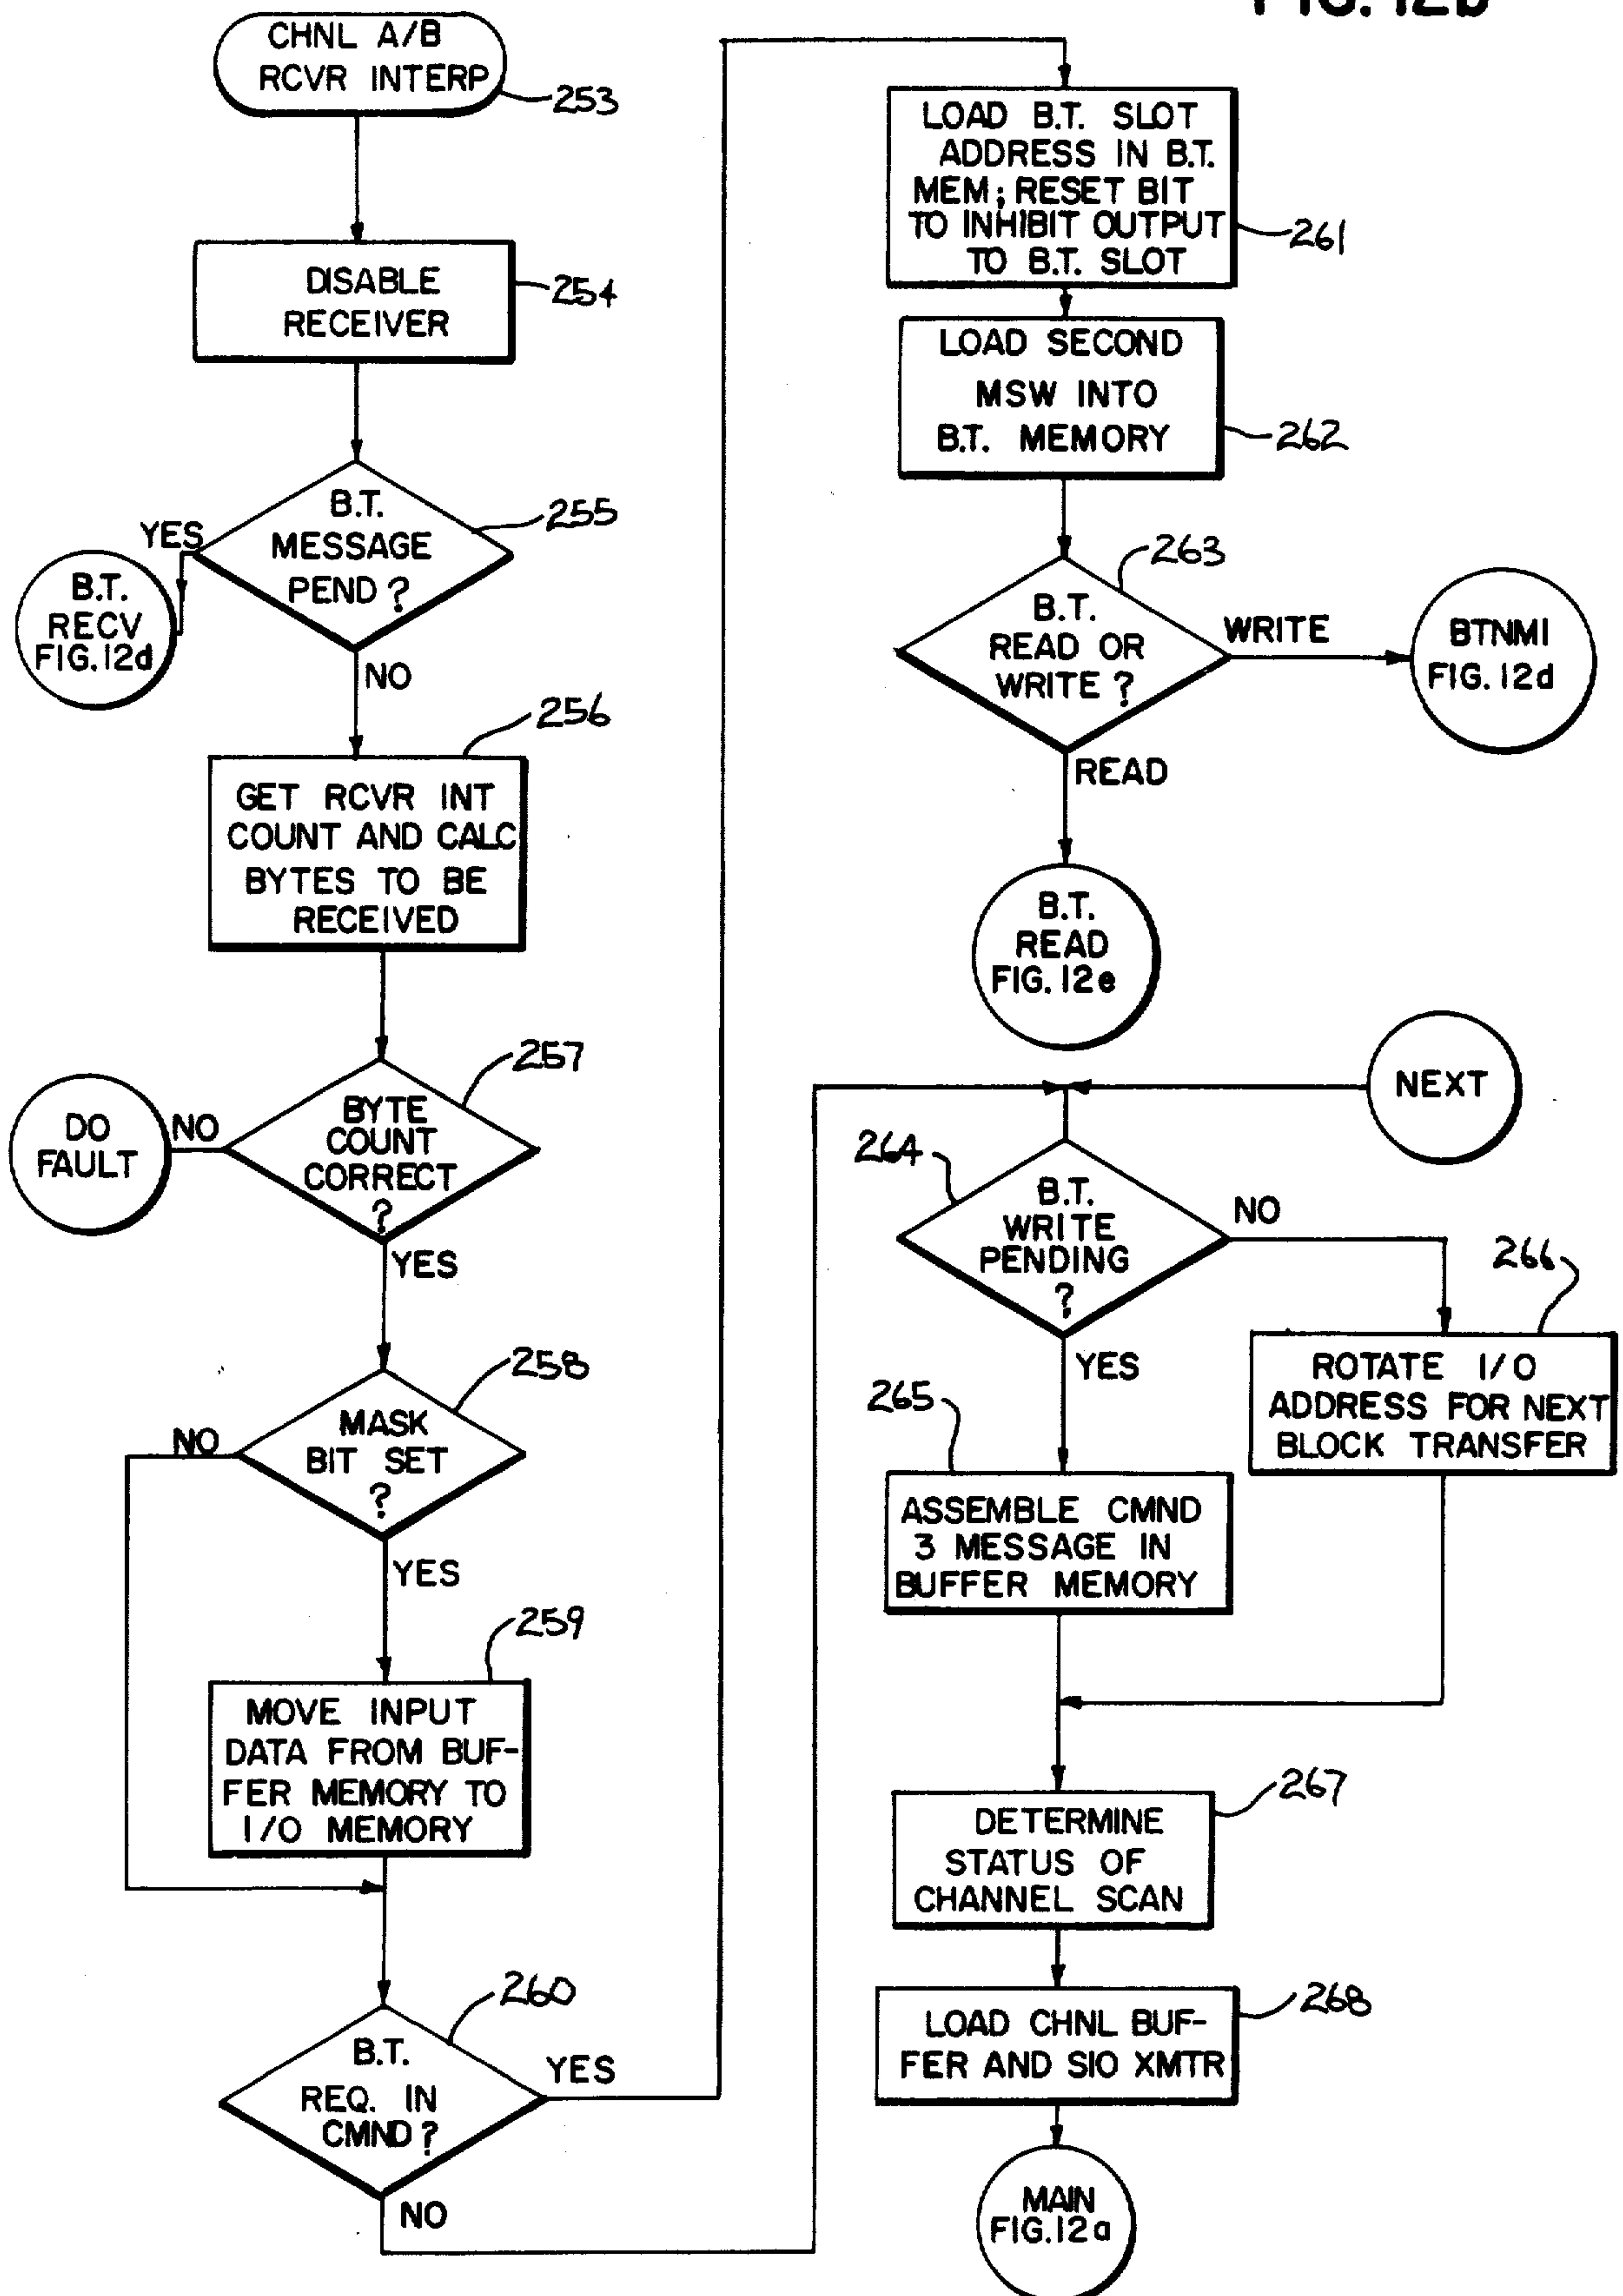 FIG. 12b
CHNL A/B
RCVR INTERP
253
DISABLE
RECEIVER
254
B.T.
MESSAGE
PEND?
255
YES
B.T.
RECV
FIG.12d
NO
256
GET RCVR INT
COUNT AND CALC
BYTES TO BE
RECEIVED
257
BYTE
COUNT
CORRECT
?
NO
DO
FAULT
YES
258
MASK
BIT SET
?
NO
YES
259
MOVE INPUT
DATA FROM BUF-
FER MEMORY TO
I/O MEMORY
260
B.T.
REQ. IN
CMND?
YES
NO
LOAD B.T. SLOT
ADDRESS IN B.T.
MEM; RESET BIT
TO INHIBIT OUTPUT
TO B.T. SLOT
261
LOAD SECOND
MSW INTO
B.T. MEMORY
262
263
B.T.
READ OR
WRITE?
WRITE
BTNMI
FIG. 12d
READ
B.T.
READ
FIG. 12e
NEXT
264
B.T.
WRITE
PENDING
?
NO
266
YES
ROTATE I/O
ADDRESS FOR NEXT
BLOCK TRANSFER
265
ASSEMBLE CMND
3 MESSAGE IN
BUFFER MEMORY
267
DETERMINE
STATUS OF
CHANNEL SCAN
268
LOAD CHNL BUF-
FER AND SIO XMTR
MAIN
FIG.12a